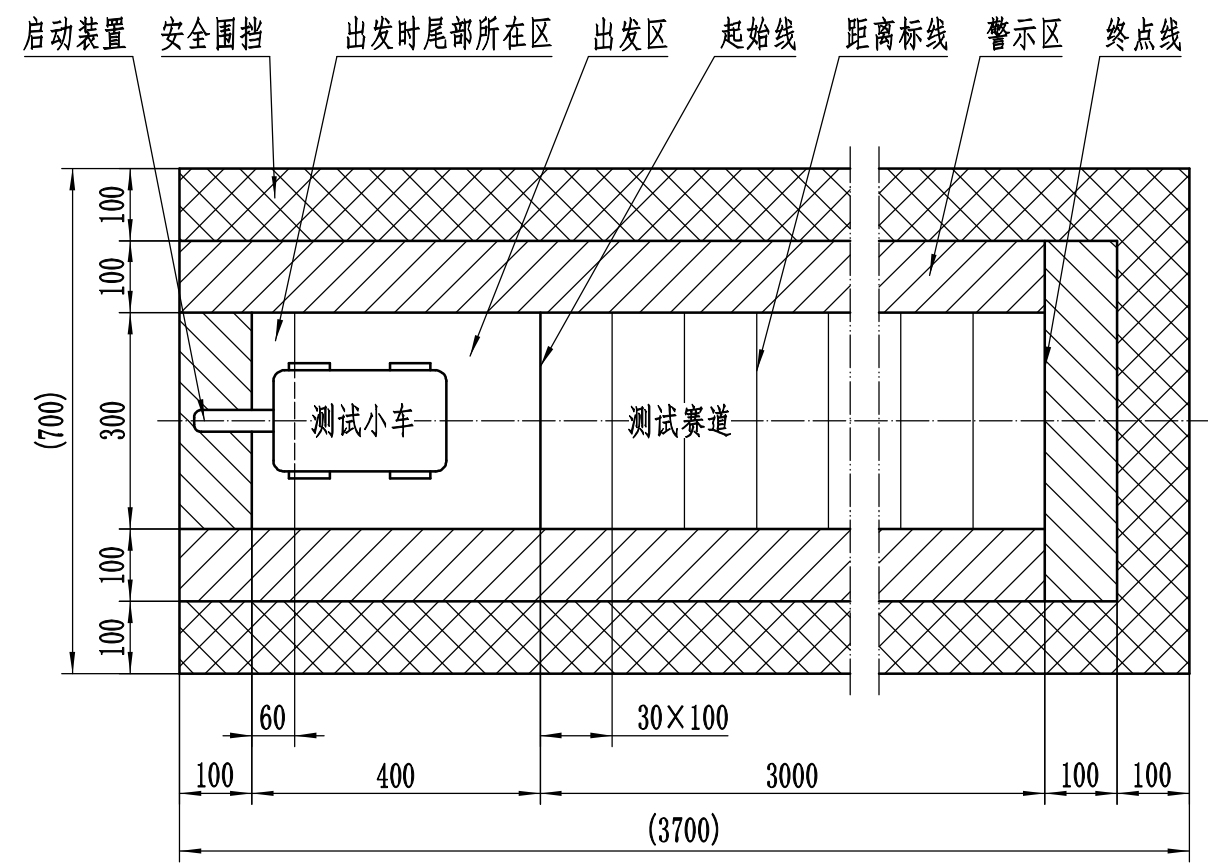 启动装置
安全围挡
出发时尾部所在区
出发区
起始线
距离标线
警示区
终点线
100
100
(700)
300
测试小车
测试赛道
100
100
60
30×100
100
400
3000
100
100
(3700)